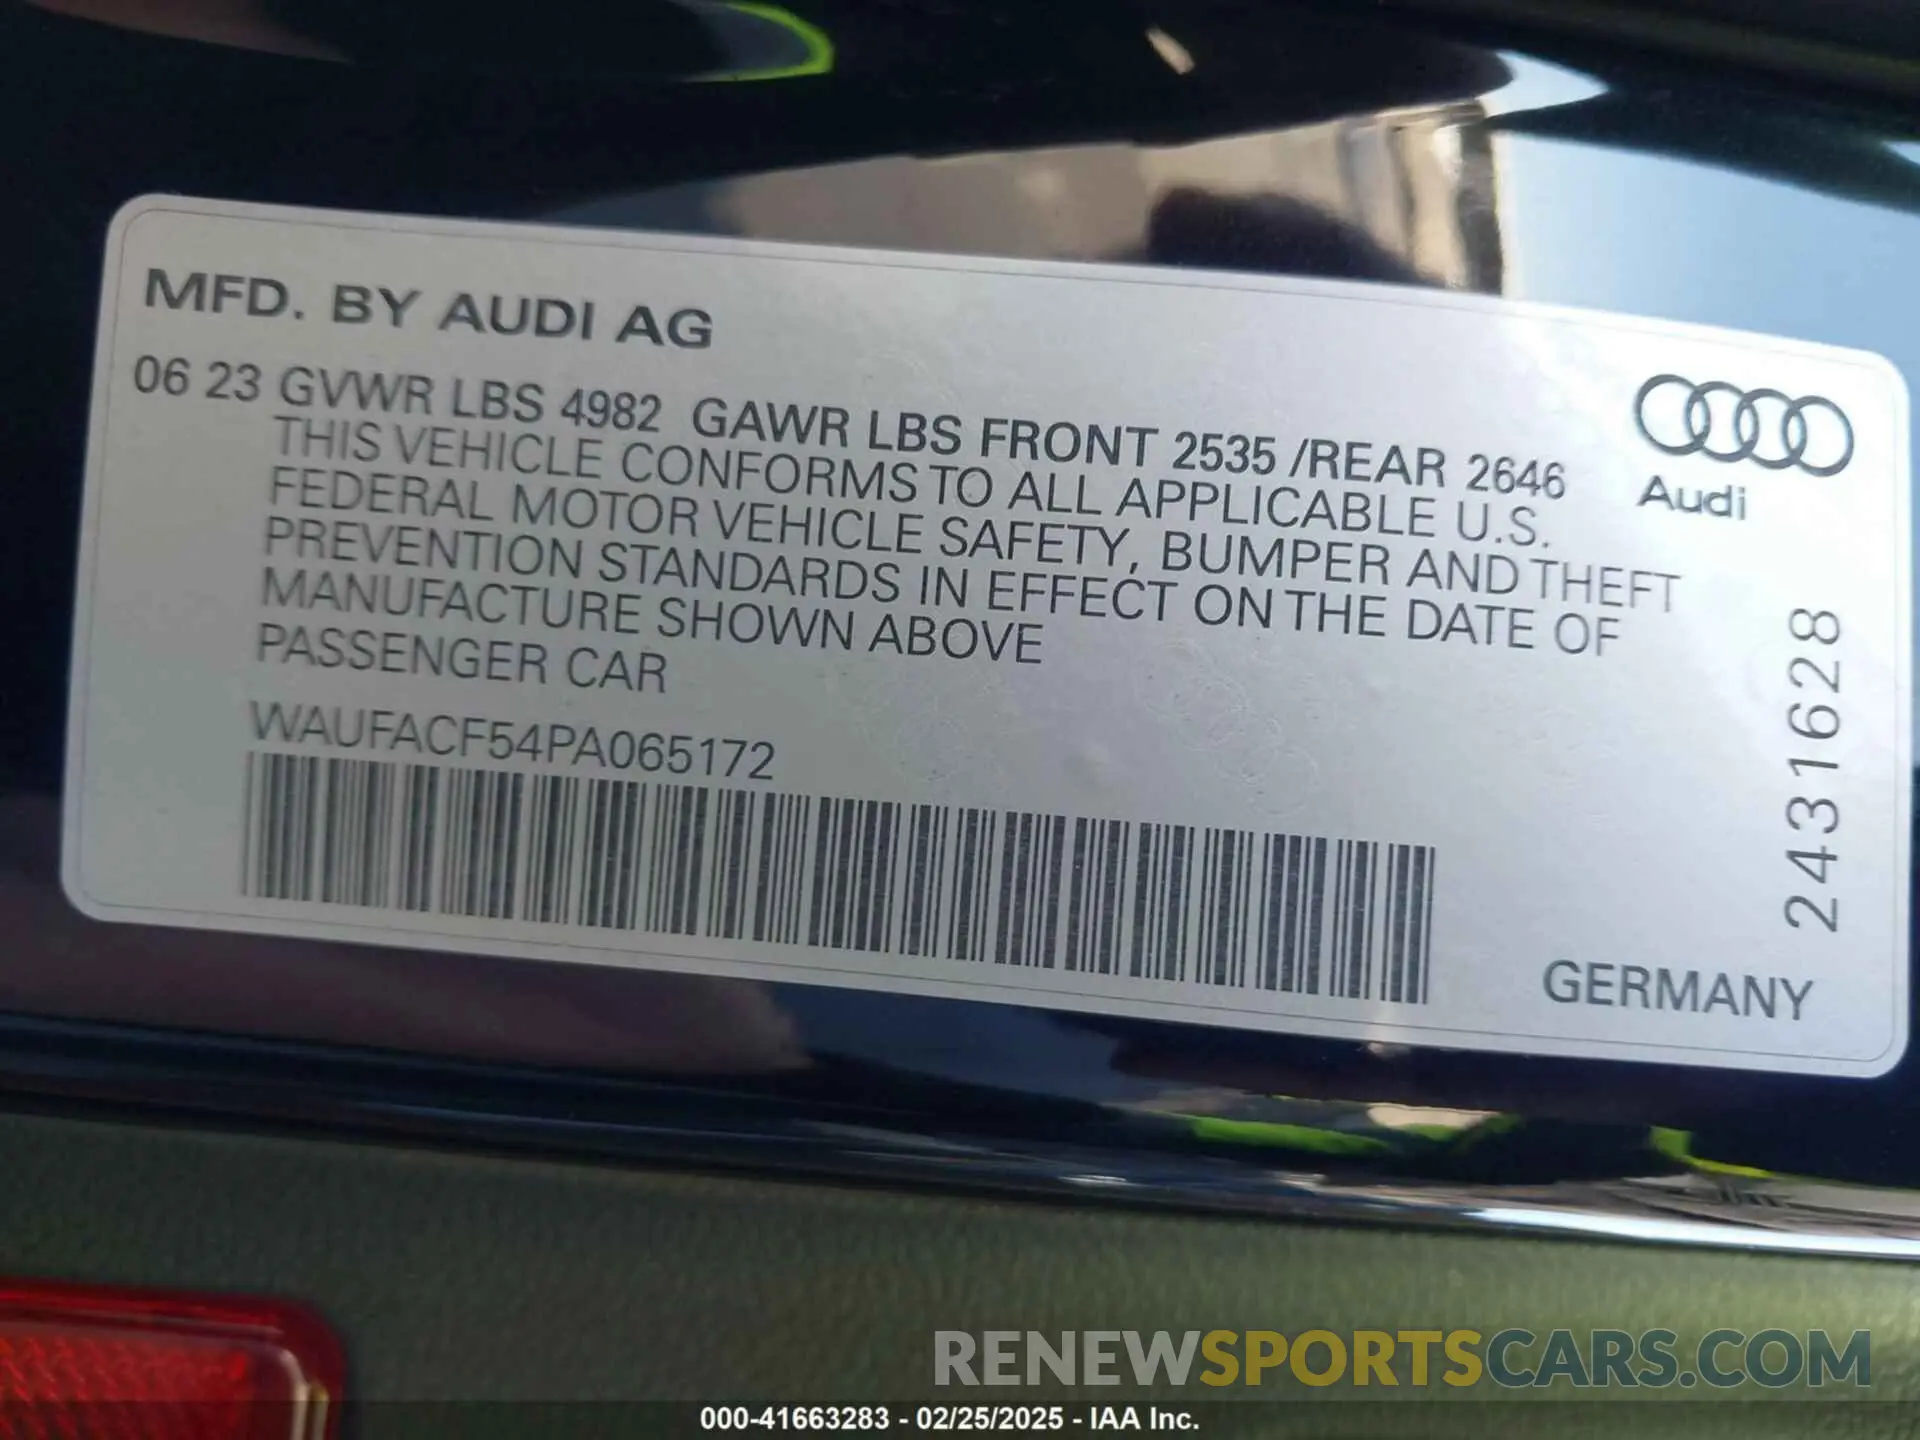 MFD. BY AUDI AG
06 23 GVWR LBS 4982 GAWR LBS FRONT 2535 /REAR 2646
THIS VEHICLE CONFORMS TO ALL APPLICABLE U.S.
FEDERAL MOTOR VEHICLE SAFETY, BUMPER AND THEFT
PREVENTION STANDARDS IN EFFECT ON THE DATE OF
MANUFACTURE SHOWN ABOVE
PASSENGER CAR
WAUFACF54PA065172
Audi
2431628
GERMANY
RENEWSPORTSCARS.COM
000-41663283 - 02/25/2025 - IAA Inc.